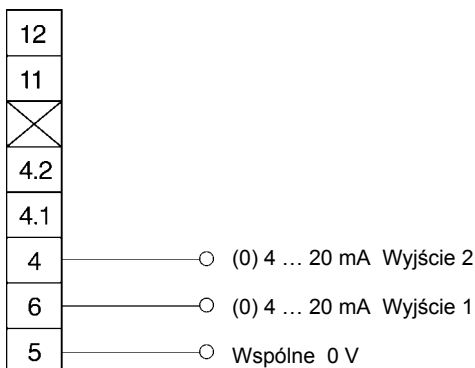 12
11
4.2
4.1
4 (0) 4 … 20 mA Wyjście 2
6 (0) 4 … 20 mA Wyjście 1
5 Wspólne 0 V